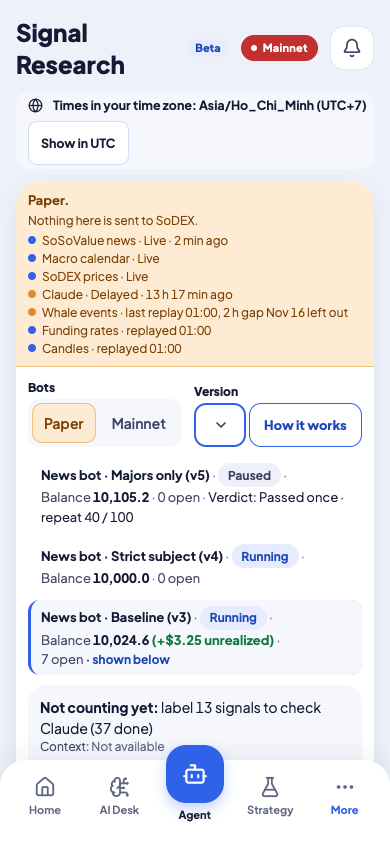 Signal
Research
Beta
Mainnet
Times in your time zone: Asia/Ho_Chi_Minh (UTC+7)
Show in UTC
Paper.
Nothing here is sent to SoDEX.
SoSoValue news · Live · 2 min ago
Macro calendar · Live
SoDEX prices · Live
Claude · Delayed · 13 h 17 min ago
Whale events · last replay 01:00, 2 h gap Nov 16 left out
Funding rates · replayed 01:00
Candles · replayed 01:00
Bots
Version
Paper
Mainnet
How it works
News bot · Majors only (v5) · Paused ·
Balance 10,105.2 · 0 open · Verdict: Passed once ·
repeat 40 / 100
News bot · Strict subject (v4) · Running ·
Balance 10,000.0 · 0 open
News bot · Baseline (v3) · Running ·
Balance 10,024.6 (+$3.25 unrealized) ·
7 open · shown below
Not counting yet: label 13 signals to check
Claude (37 done)
Context: Not available
Home
AI Desk
Agent
Strategy
More